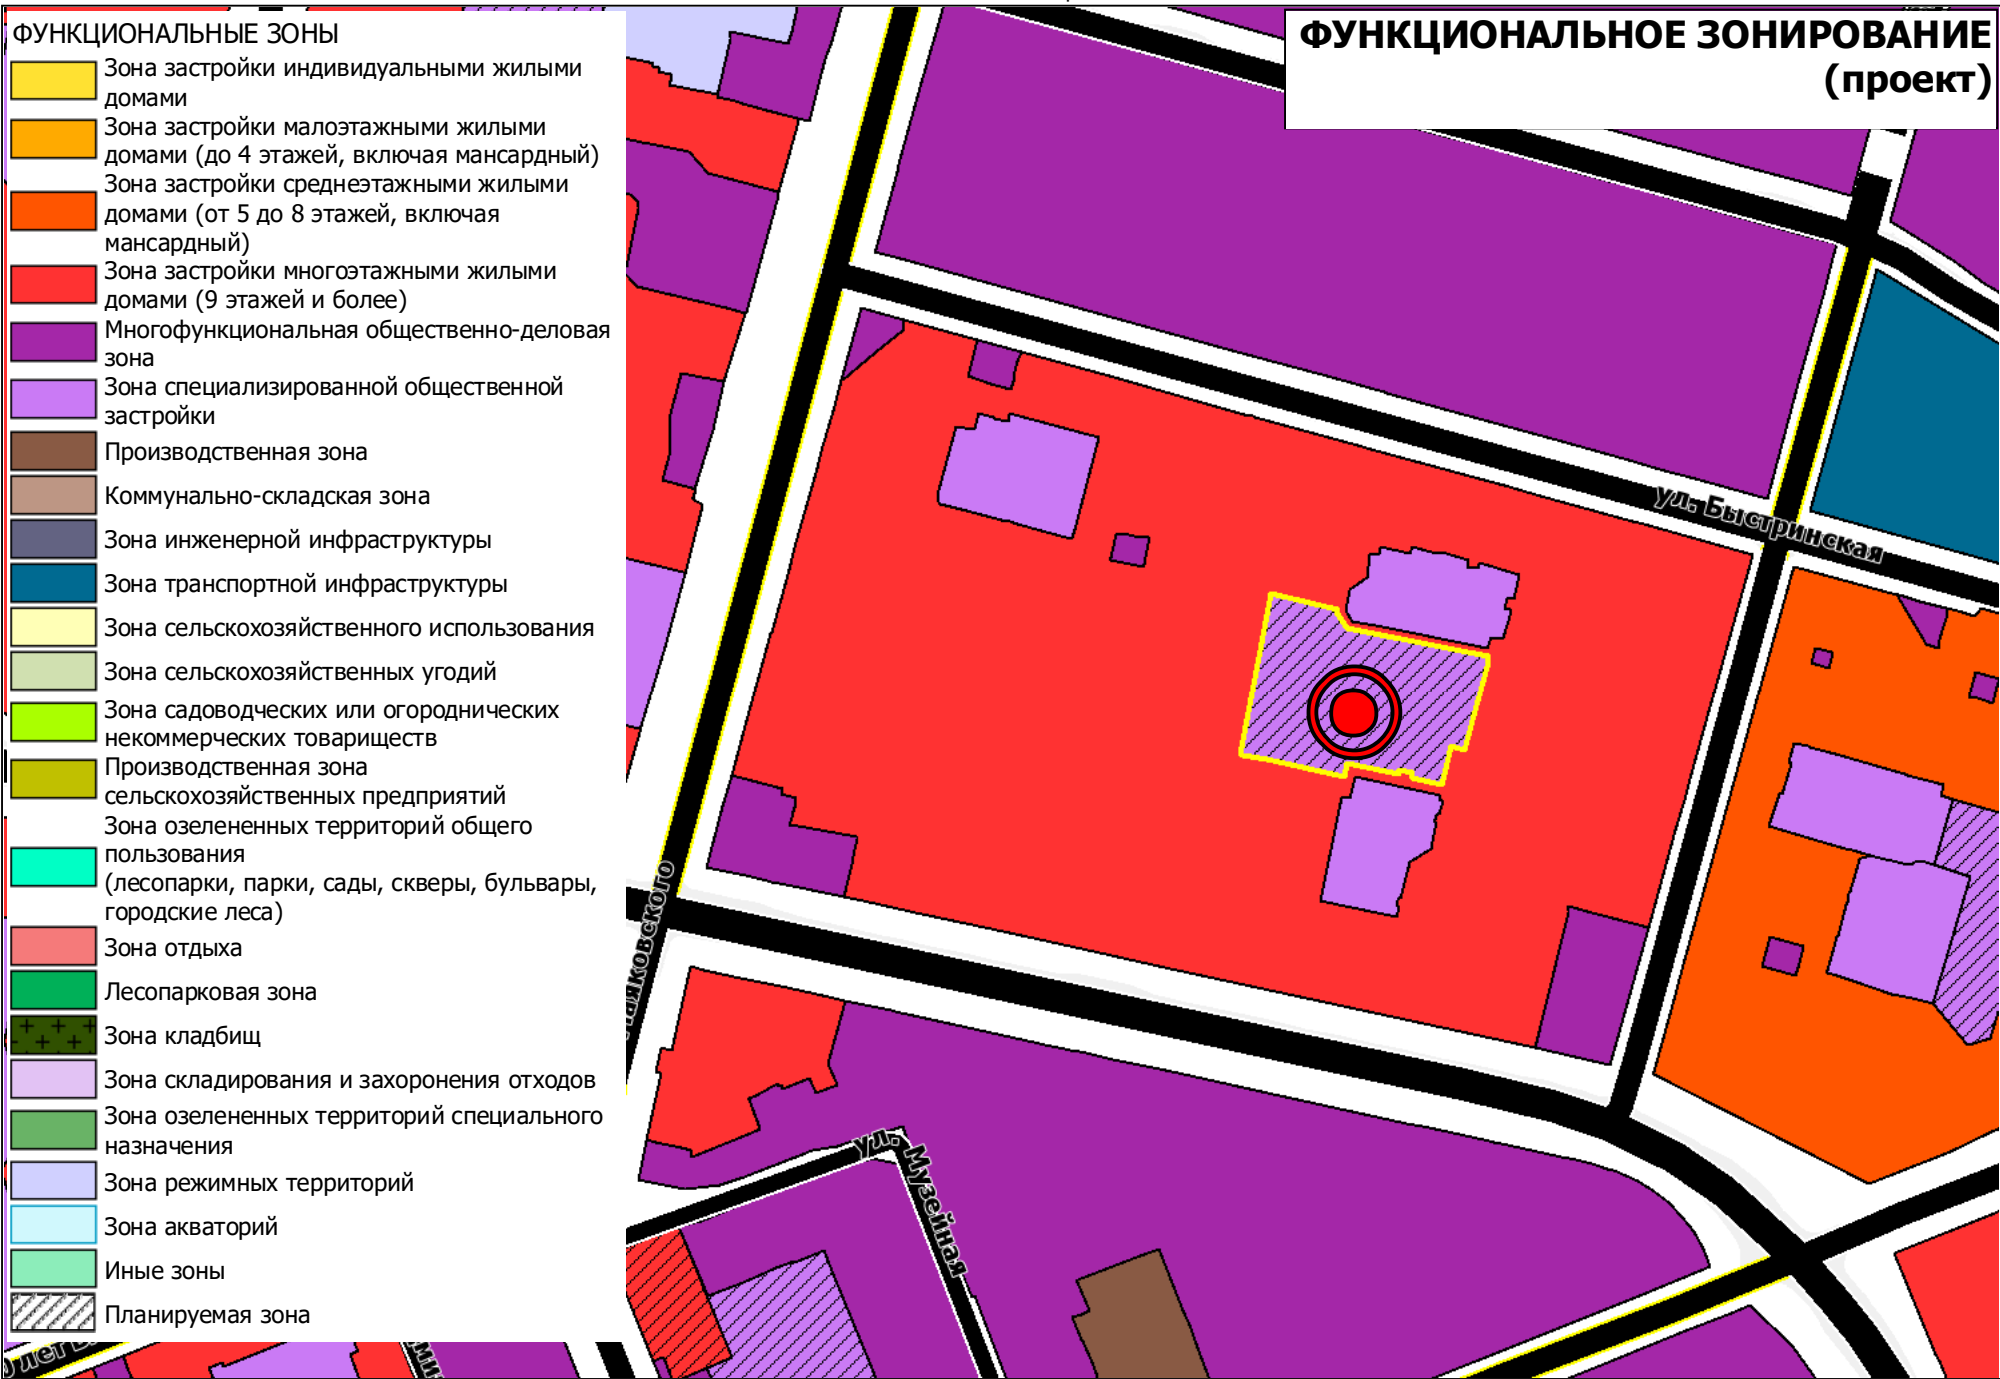 ФУНКЦИОНАЛЬНЫЕ ЗОНЫ
Зона застройки индивидуальными жилыми
домами
Зона застройки малоэтажными жилыми
домами (до 4 этажей, включая мансардный)
Зона застройки среднеэтажными жилыми
домами (от 5 до 8 этажей, включая
мансардный)
Зона застройки многоэтажными жилыми
домами (9 этажей и более)
Многофункциональная общественно-деловая
зона
Зона специализированной общественной
застройки
Производственная зона
Коммунально-складская зона
Зона инженерной инфраструктуры
Зона транспортной инфраструктуры
Зона сельскохозяйственного использования
Зона сельскохозяйственных угодий
Зона садоводческих или огороднических
некоммерческих товариществ
Производственная зона
сельскохозяйственных предприятий
Зона озелененных территорий общего
пользования
(лесопарки, парки, сады, скверы, бульвары,
городские леса)
Зона отдыха
Лесопарковая зона
Зона кладбищ
Зона складирования и захоронения отходов
Зона озелененных территорий специального
назначения
Зона режимных территорий
Зона акваторий
Иные зоны
Планируемая зона
ФУНКЦИОНАЛЬНОЕ ЗОНИРОВАНИЕ
(проект)
ул. Быстринская
ул. Музейная
лет